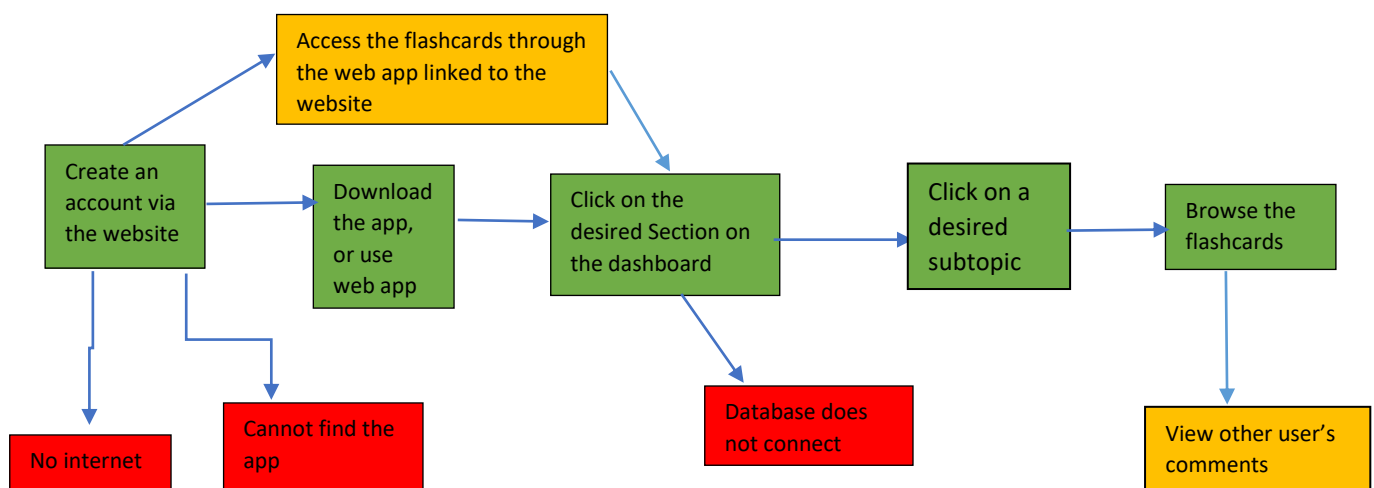 Access the flashcards through
the web app linked to the
website
Create an
account via
the website
Download
the app,
or use
web app
Click on the
desired Section on
the dashboard
Click on a
desired
subtopic
Browse the
flashcards
No internet
Cannot find the
app
Database does
not connect
View other user’s
comments